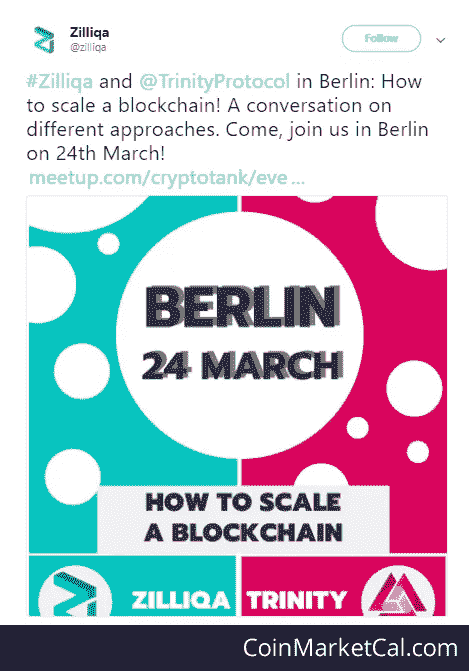 Zilliqa
@zilliqa
Follow
#Zilliqa and @TrinityProtocol in Berlin: How
to scale a blockchain! A conversation on
different approaches. Come, join us in Berlin
on 24th March!
meetup.com/cryptotank/eve...
BERLIN
24 MARCH
HOW TO SCALE
A BLOCKCHAIN
ZILLIQA TRINITY
CoinMarketCal.com